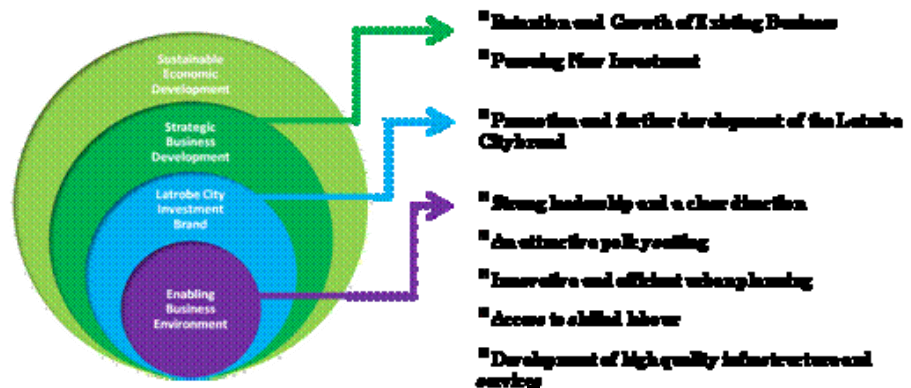 Sustainable
Economic
Development
Strategic
Business
Development
Latrobe City
Investment
Brand
Enabling
Business
Environment
Retention and Growth of Existing Business
Pursuing New Investment
Promotion and further development of the Latrobe
City brand
Strong leadership and a clear direction
An attractive policy setting
Innovative and efficient urban planning
Access to skilled labour
Development of high quality infrastructure and
services